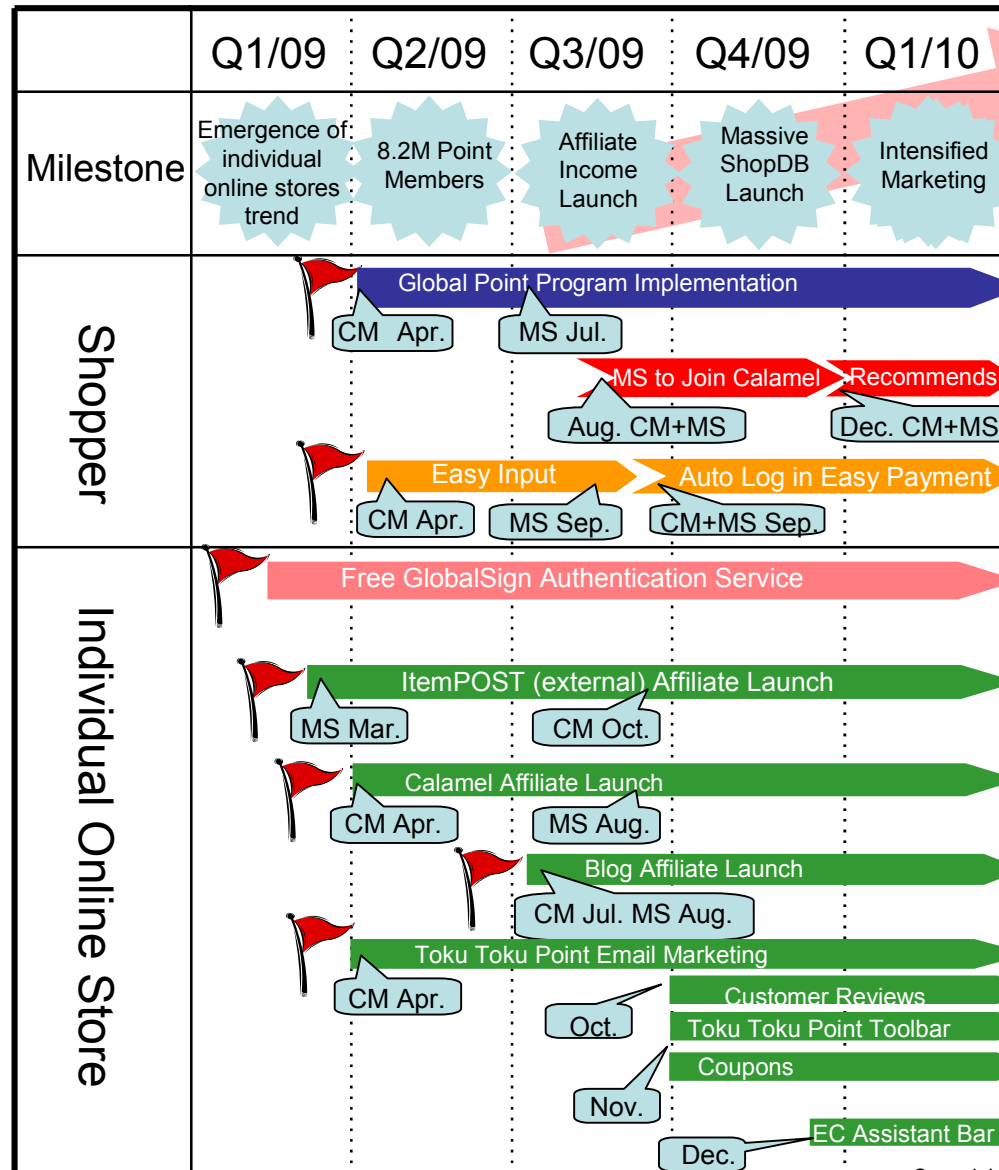 Q1/09 Q2/09 Q3/09 Q4/09 Q1/10
Milestone
Emergence of
individual
online stores
trend
8.2M Point
Members
Affiliate
Income
Launch
Massive
ShopDB
Launch
Intensified
Marketing
Shopper
Global Point Program Implementation
CM Apr.
MS Jul.
MS to Join Calamel
Recommends
Aug. CM+MS
Dec. CM+MS
Easy Input
Auto Log in Easy Payment
CM Apr.
MS Sep.
CM+MS Sep.
Individual Online Store
Free GlobalSign Authentication Service
ItemPOST (external) Affiliate Launch
MS Mar.
CM Oct.
Calamel Affiliate Launch
CM Apr.
MS Aug.
Blog Affiliate Launch
CM Jul. MS Aug.
Toku Toku Point Email Marketing
CM Apr.
Customer Reviews
Oct.
Toku Toku Point Toolbar
Coupons
Nov.
EC Assistant Bar
Dec.